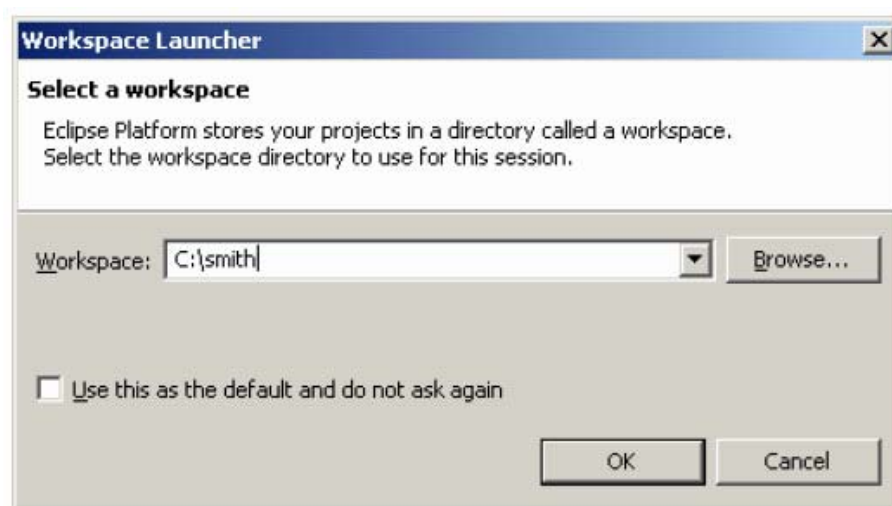 Workspace Launcher
Select a workspace
Eclipse Platform stores your projects in a directory called a workspace.
Select the workspace directory to use for this session.
Workspace: C:\smith Browse...
Use this as the default and do not ask again
OK Cancel